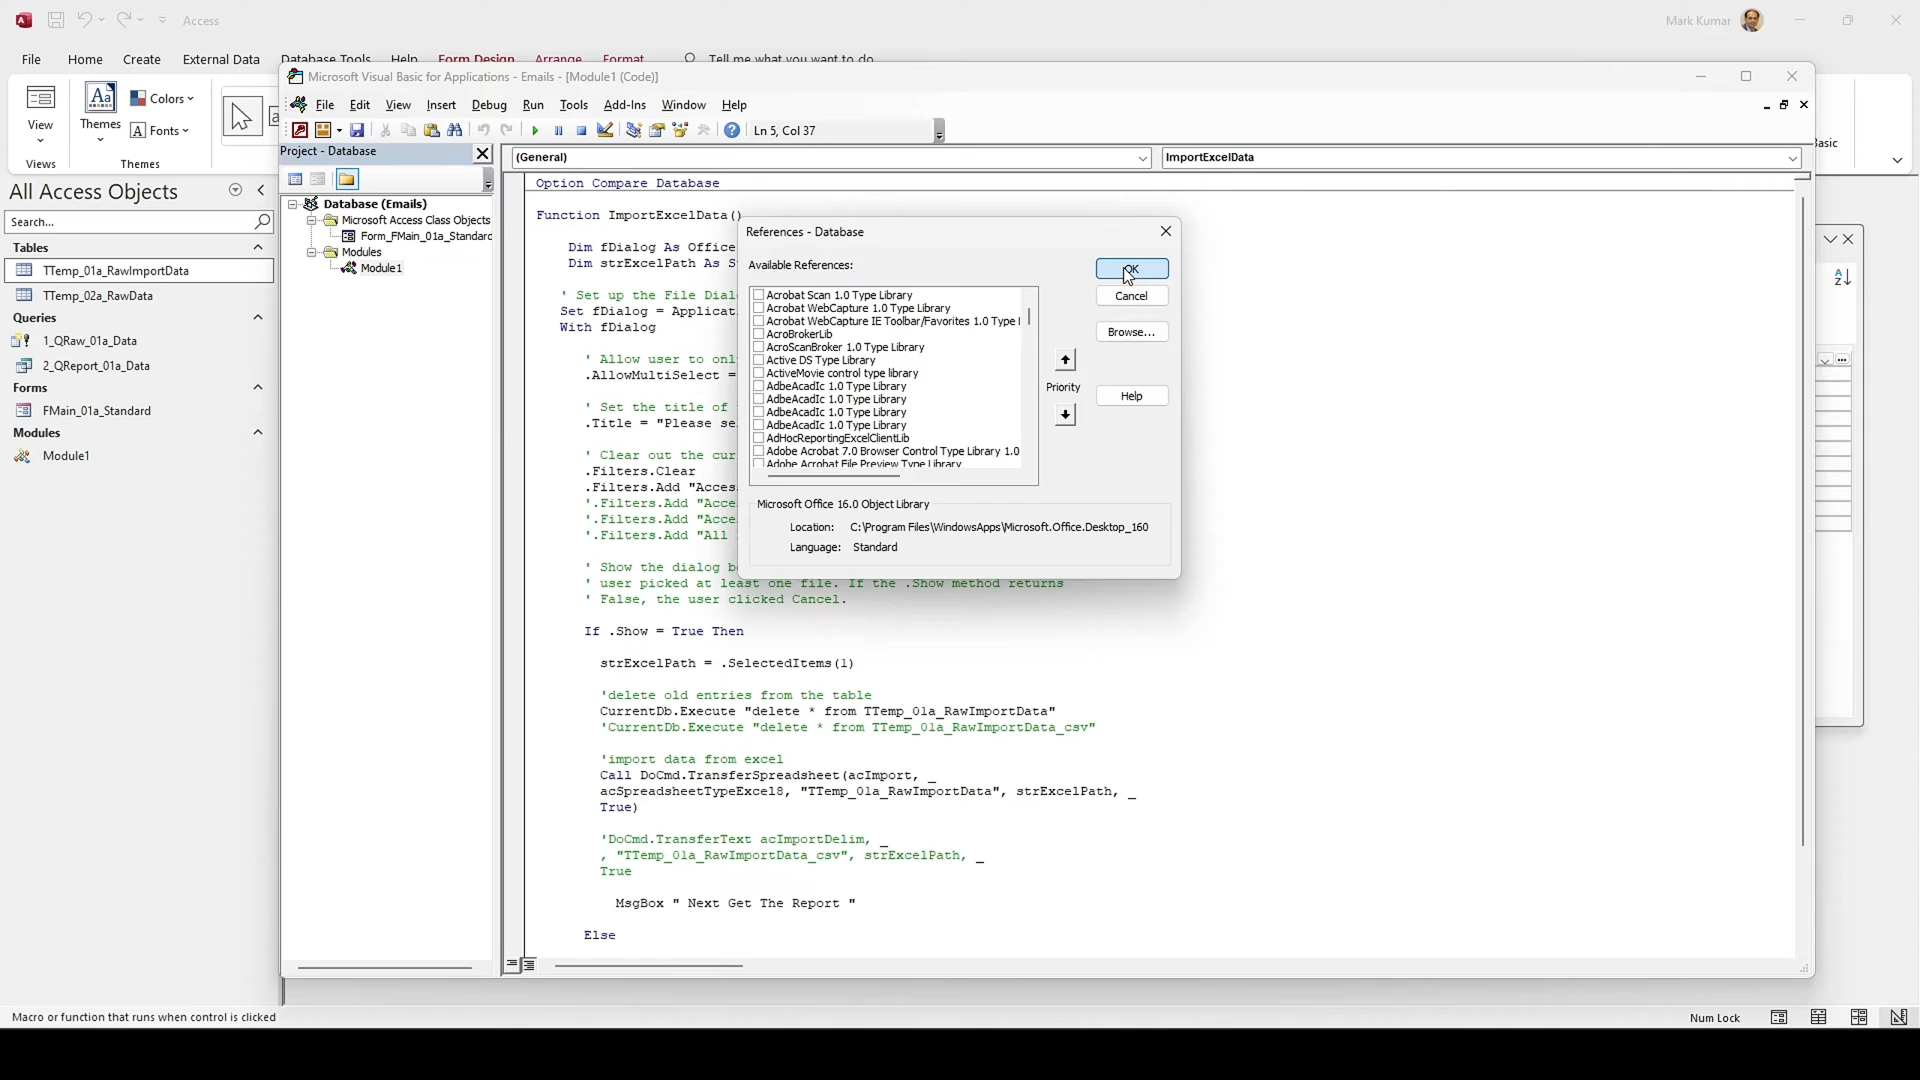 Access
Mark Kumar
File Home Create External Data Database Tools Help Form Design Arrange Format Tell me what you want to do
View
Views
Aa
Themes
Colors
Fonts
Themes
Microsoft Visual Basic for Applications - Emails - [Module1 (Code)]
File Edit View Insert Debug Run Tools Add-Ins Window Help
Ln 5, Col 37
Project - Database
(General)
ImportExcelData
All Access Objects
Search...
Tables
TTemp_01a_RawImportData
TTemp_02a_RawData
Queries
1_QRaw_01a_Data
2_QReport_01a_Data
Forms
FMain_01a_Standard
Modules
Module1
Database (Emails)
Microsoft Access Class Objects
Form_FMain_01a_Standard
Modules
Module1
Option Compare Database
Function ImportExcelData()
Dim fDialog As Office
Dim strExcelPath As S
' Set up the File Dial
Set fDialog = Applicat
With fDialog
' Allow user to onl
.AllowMultiSelect =
' Set the title of
.Title = "Please se
' Clear out the cur
.Filters.Clear
.Filters.Add "Acces
'.Filters.Add "Acce
'.Filters.Add "Acce
'.Filters.Add "All
' Show the dialog b
' user picked at least one file. If the .Show method returns
' False, the user clicked Cancel.
If .Show = True Then
strExcelPath = .SelectedItems(1)
'delete old entries from the table
CurrentDb.Execute "delete * from TTemp_01a_RawImportData"
'CurrentDb.Execute "delete * from TTemp_01a_RawImportData_csv"
'import data from excel
Call DoCmd.TransferSpreadsheet(acImport, _
acSpreadsheetTypeExcel8, "TTemp_01a_RawImportData", strExcelPath, _
True)
'DoCmd.TransferText acImportDelim, _
, "TTemp_01a_RawImportData_csv", strExcelPath, _
True
MsgBox " Next Get The Report "
Else
References - Database
Available References:
Acrobat Scan 1.0 Type Library
Acrobat WebCapture 1.0 Type Library
Acrobat WebCapture IE Toolbar/Favorites 1.0 Type l
AcroBrokerLib
AcroScanBroker 1.0 Type Library
Active DS Type Library
ActiveMovie control type library
AdbeAcadIc 1.0 Type Library
AdbeAcadIc 1.0 Type Library
AdbeAcadIc 1.0 Type Library
AdbeAcadIc 1.0 Type Library
AdHocReportingExcelClientLib
Adobe Acrobat 7.0 Browser Control Type Library 1.0
Adobe Acrobat File Preview Type Library
OK
Cancel
Browse...
Priority
Help
Microsoft Office 16.0 Object Library
Location: C:\Program Files\WindowsApps\Microsoft.Office.Desktop_160
Language: Standard
Basic
Macro or function that runs when control is clicked
Num Lock